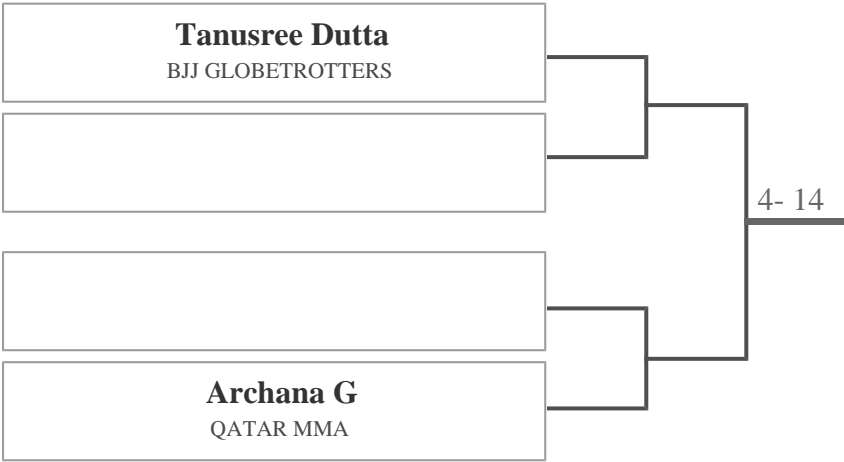 Tanusree Dutta
BJJ GLOBETROTTERS
4- 14
Archana G
QATAR MMA